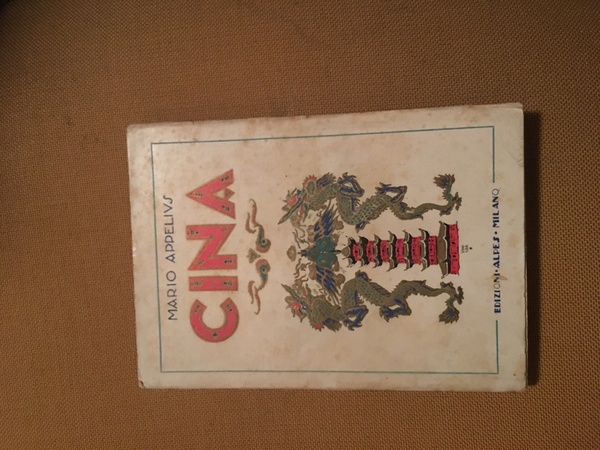 MARIO APPELIVS
CINA
EDIZIONI · ALPES · MILANO